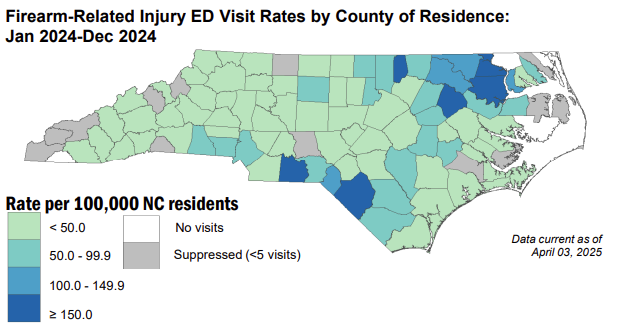 Firearm-Related Injury ED Visit Rates by County of Residence:
Jan 2024-Dec 2024
Rate per 100,000 NC residents
< 50.0
No visits
50.0 - 99.9
Suppressed (<5 visits)
100.0 - 149.9
≥ 150.0
Data current as of
April 03, 2025